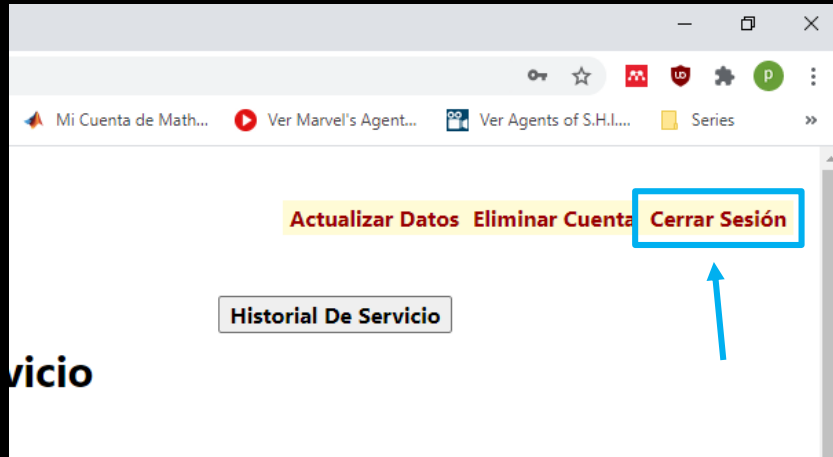 P
Mi Cuenta de Math... Ver Marvel's Agent... Ver Agents of S.H.I.... Series »
Actualizar Datos Eliminar Cuenta Cerrar Sesión
Historial De Servicio
vicio